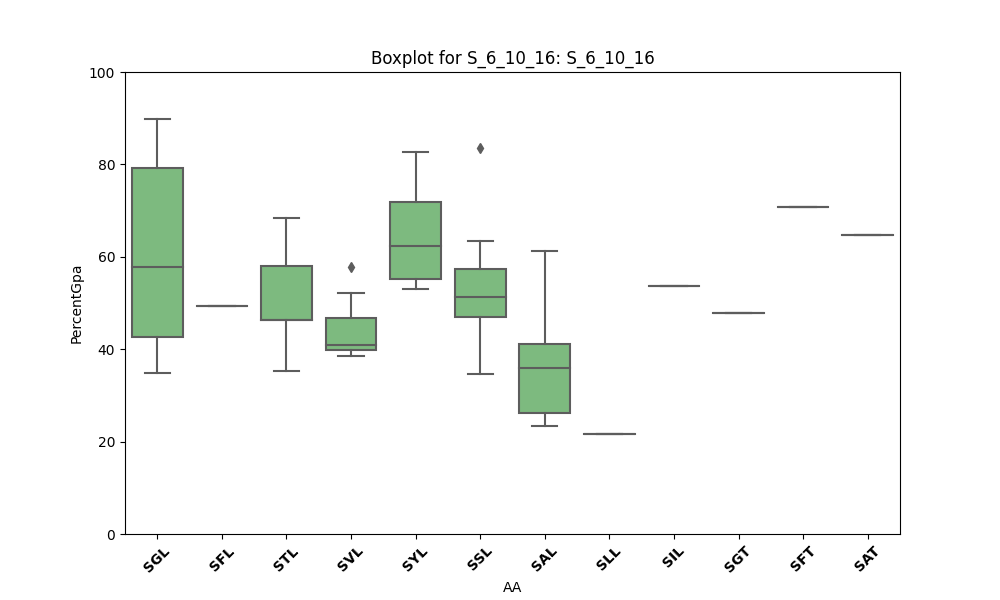 Boxplot for S_6_10_16: S_6_10_16
100
80
60
40
20
0
PercentGpa
SGL
SFL
STL
SVL
SYL
SSL
SAL
SLL
SIL
SGT
SFT
SAT
AA